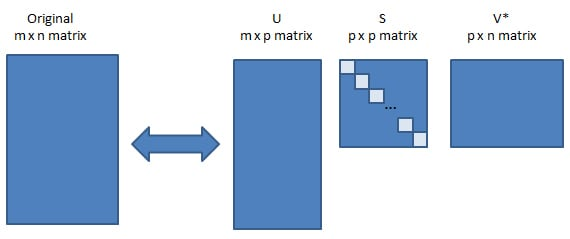 Original
m x n matrix
U
m x p matrix
S
p x p matrix
V*
p x n matrix
...